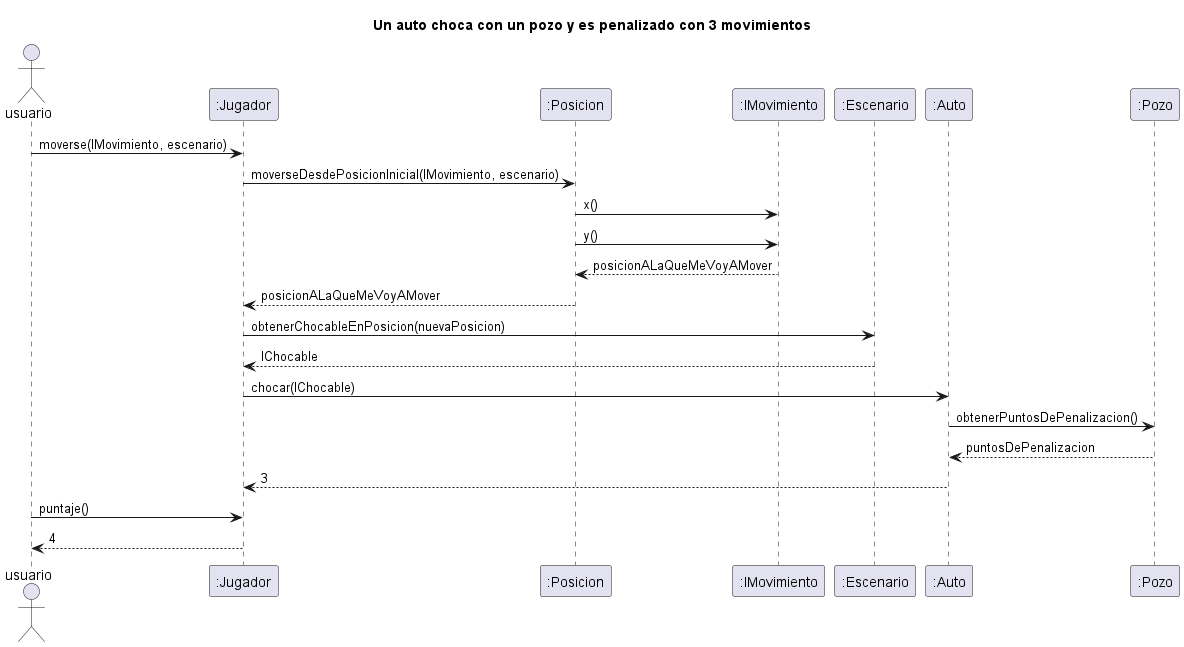 Un auto choca con un pozo y es penalizado con 3 movimientos
usuario
:Jugador
:Posicion
:IMovimiento
:Escenario
:Auto
:Pozo
moverse(IMovimiento, escenario)
moverseDesdePosicionInicial(IMovimiento, escenario)
x()
y()
posicionALaQueMeVoyAMover
posicionALaQueMeVoyAMover
obtenerChocableEnPosicion(nuevaPosicion)
IChocable
chocar(IChocable)
obtenerPuntosDePenalizacion()
puntosDePenalizacion
3
puntaje()
4
usuario
:Jugador
:Posicion
:IMovimiento
:Escenario
:Auto
:Pozo